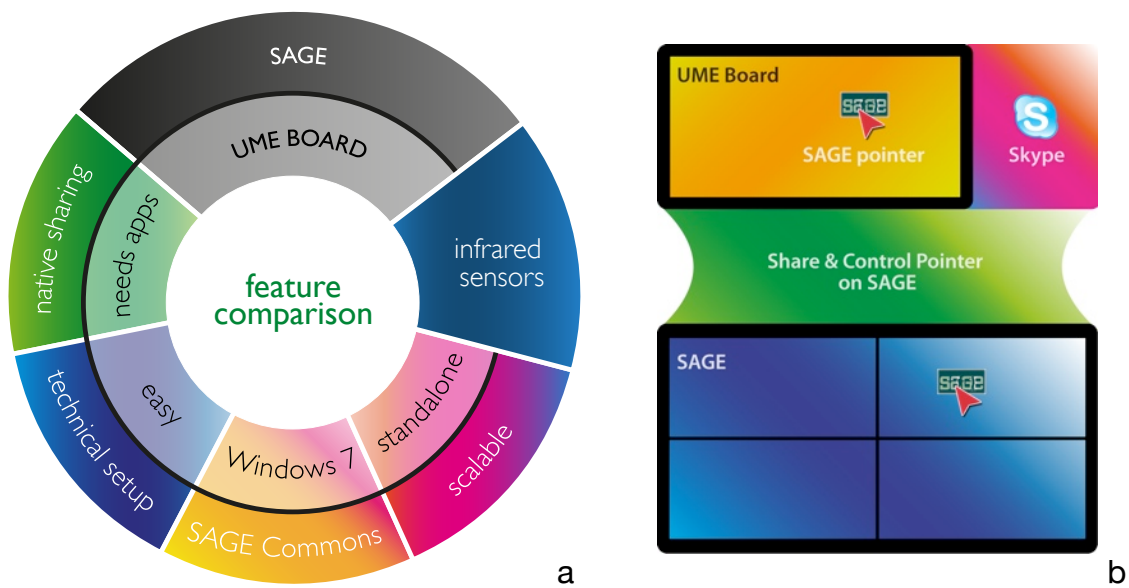 SAGE
UME BOARD
infrared
sensors
standalone
scalable
Windows 7
SAGE Commons
easy
technical setup
needs apps
native sharing
feature
comparison
a
UME Board
SAGE
SAGE pointer
S
Skype
Share & Control Pointer
on SAGE
SAGE
SAGE
b